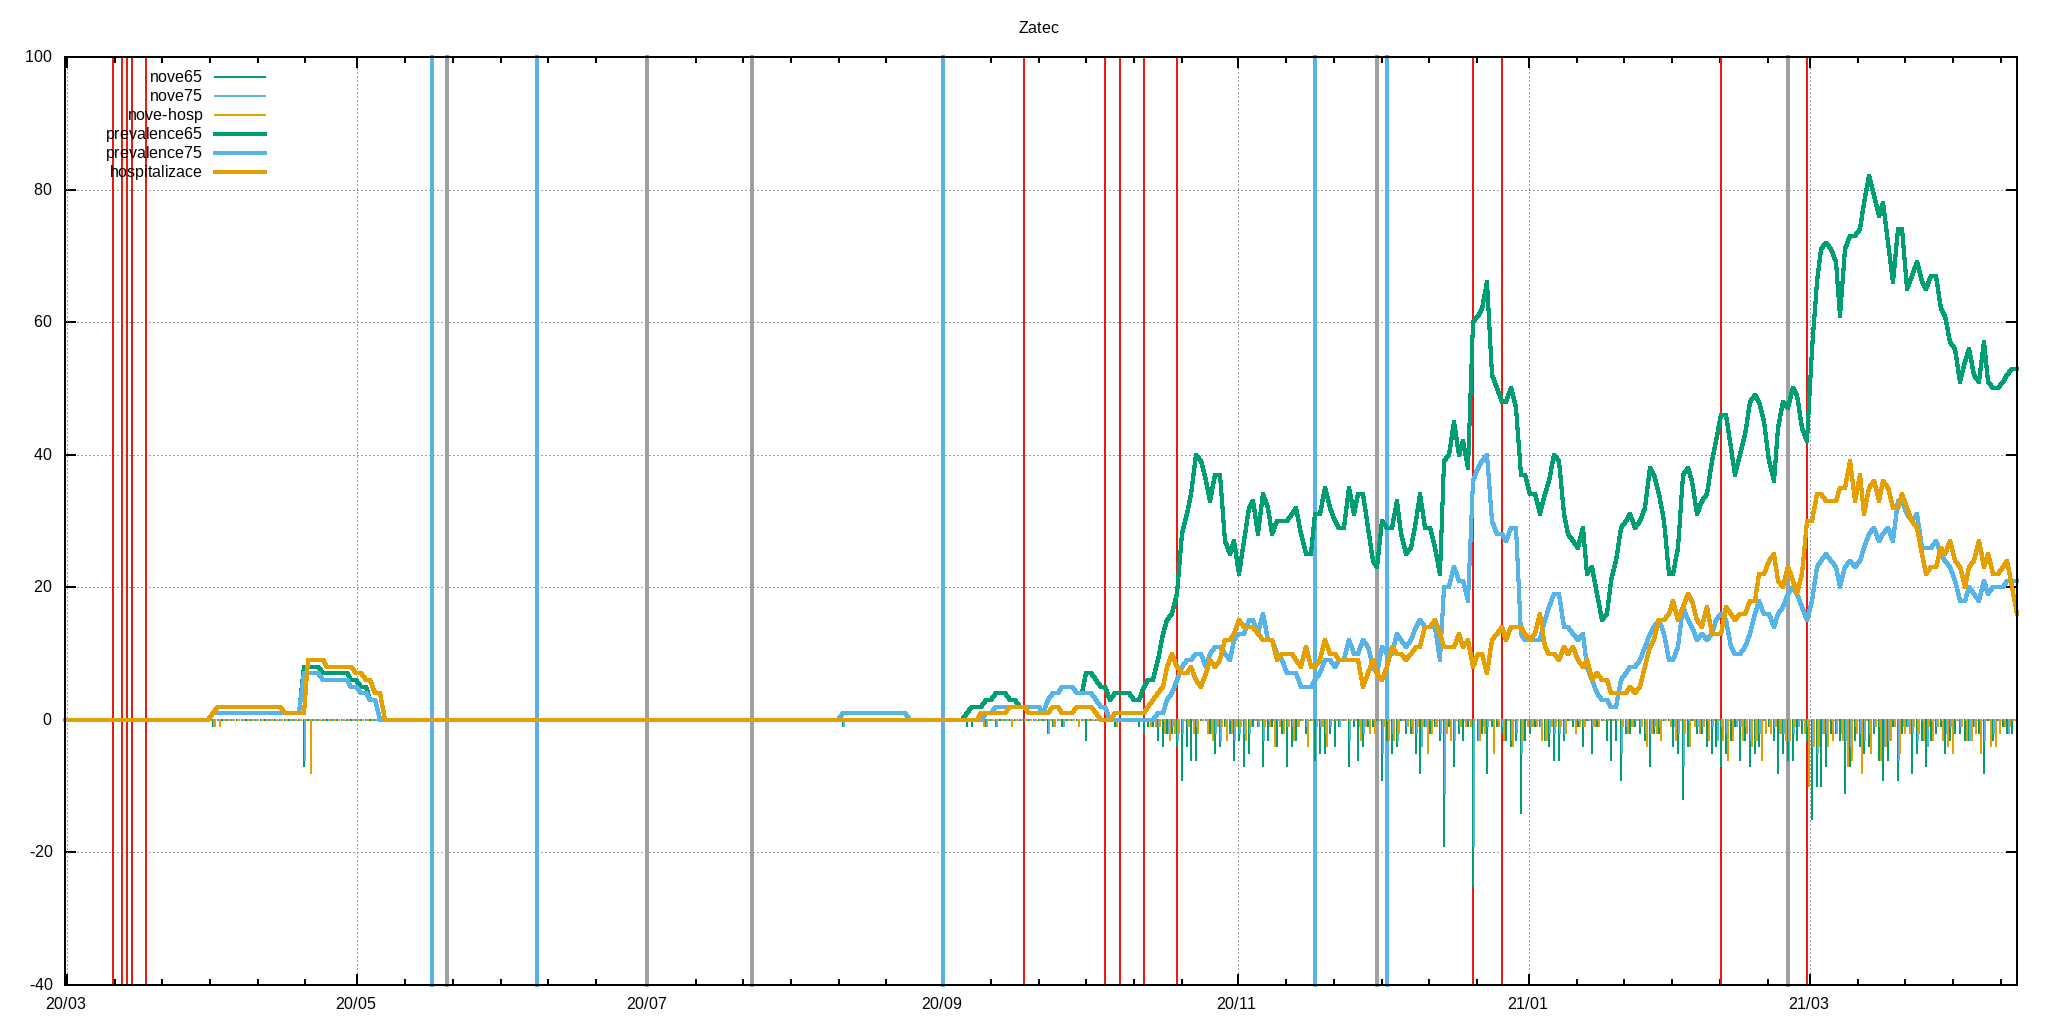 Zatec
100
nove65
nove75
nove-hosp
prevalence65
prevalence75
hospitalizace
80
60
40
20
0
-20
-40
20/03 20/05 20/07 20/09 20/11 21/01 21/03